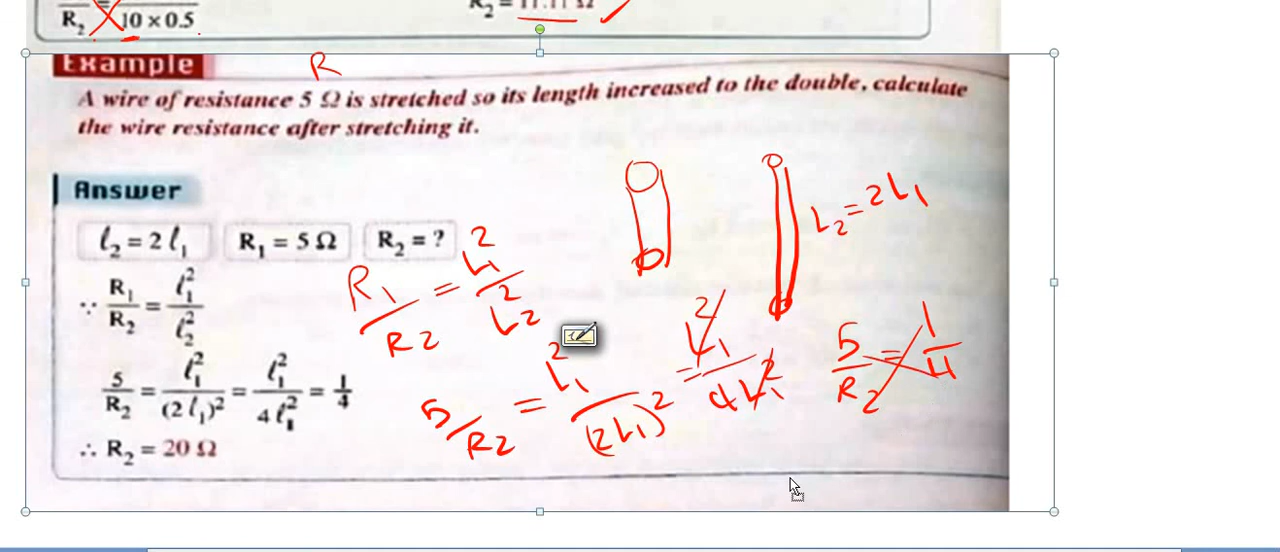 R₂ 10 × 0.5
R₂ = 11.11 Ω
Example
R
A wire of resistance 5 Ω is stretched so its length increased to the double, calculate
the wire resistance after stretching it.
Answer
ℓ₂ = 2 ℓ₁ R₁ = 5 Ω R₂ = ?
∵ R₁/R₂ = ℓ₁²/ℓ₂²
5/R₂ = ℓ₁²/(2 ℓ₁)² = ℓ₁²/4 ℓ₁² = 1/4
∴ R₂ = 20 Ω
L₂ = 2L₁
R₁/R₂ = L₁²/L₂²
5/R₂ = L₁²/(2L₁)² = L₁²/4L₁²
5/R₂ = 1/4